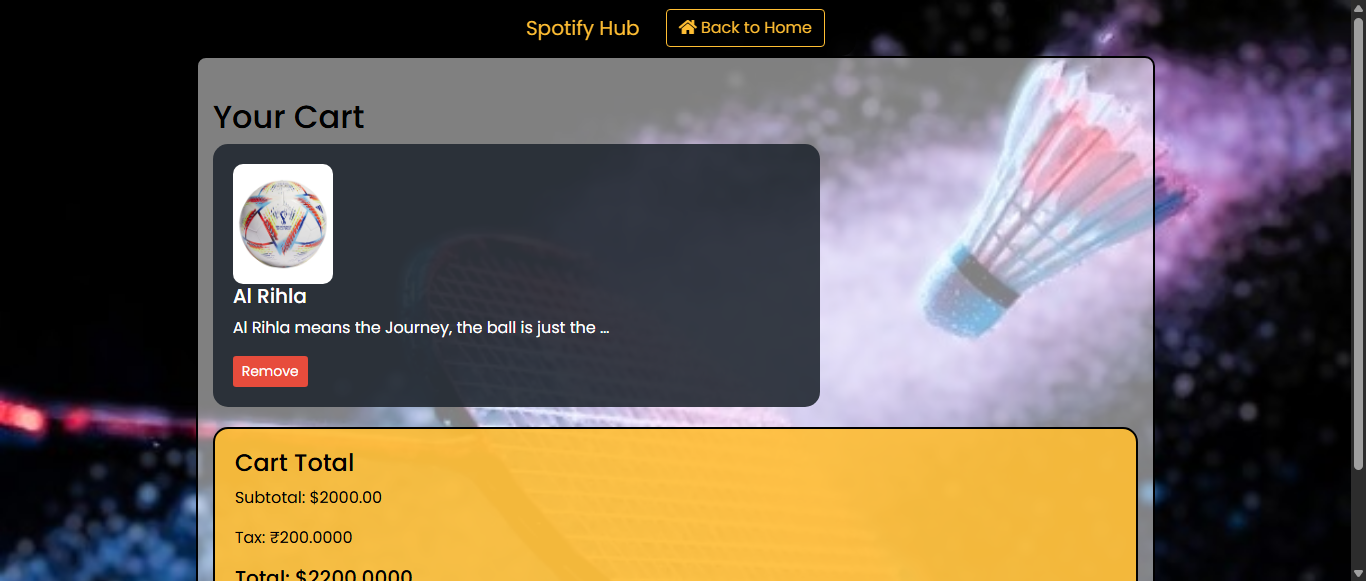 Spotify Hub
Back to Home
Your Cart
Al Rihla
Al Rihla means the Journey, the ball is just the ...
Remove
Cart Total
Subtotal: $2000.00
Tax: ₹200.0000
Total: $2200.0000